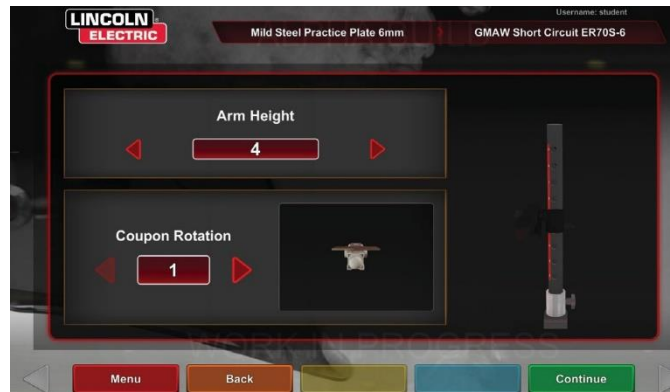 Username: student
LINCOLN
ELECTRIC
Mild Steel Practice Plate 6mm
GMAW Short Circuit ER70S-6
Arm Height
4
Coupon Rotation
1
WORK IN PROGRESS
Menu
Back
Continue